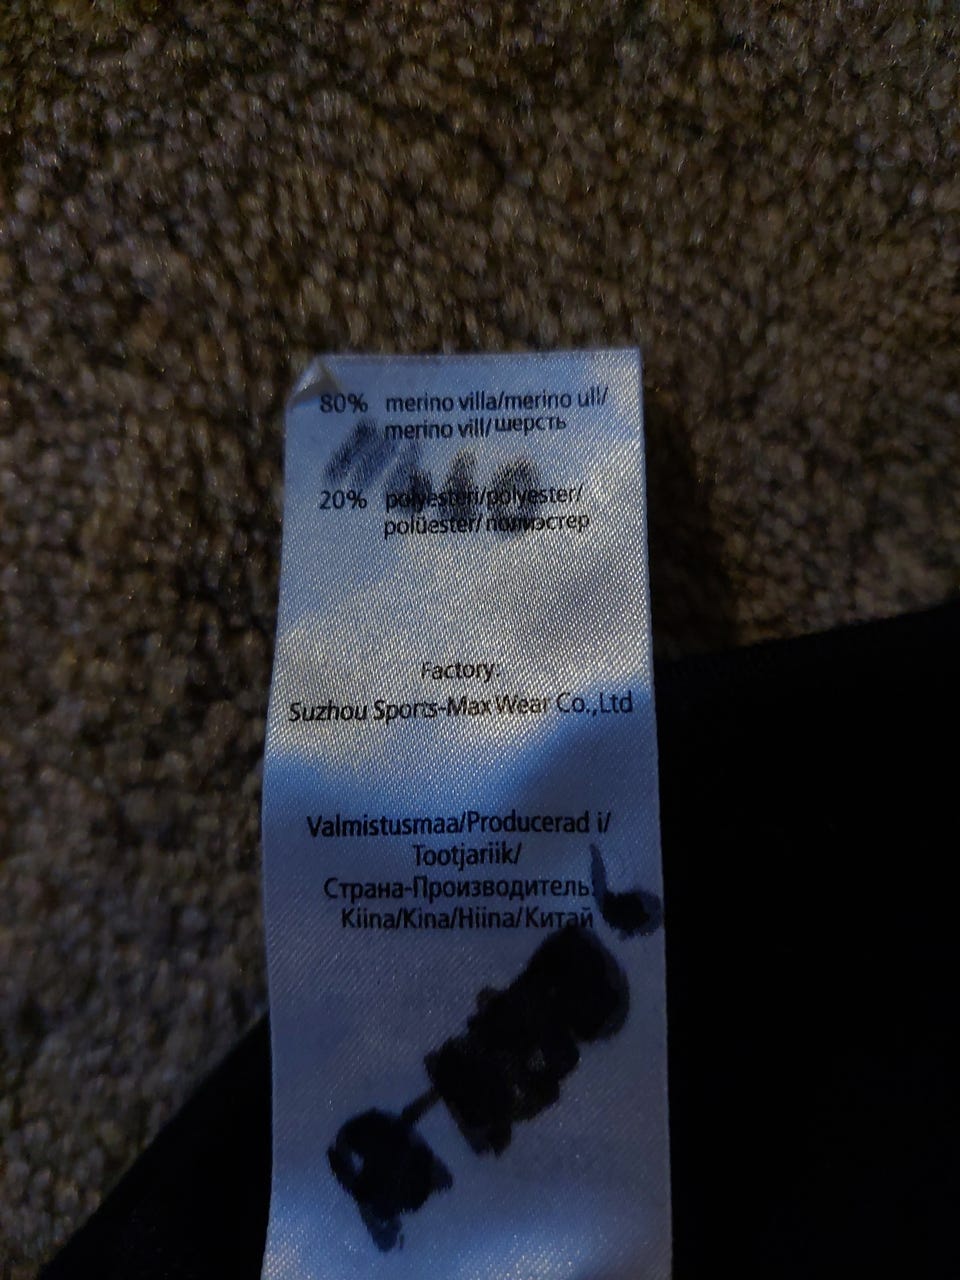 80% merino villa/merino ull/
merino vill/шерсть
20% polyesteri/polyester/
polüester/полиэстер
Factory:
Suzhou Sports-Max Wear Co.,Ltd
Valmistusmaa/Producerad i/
Tootjariik/
Страна-Производитель:
Kiina/Kina/Hiina/Китай